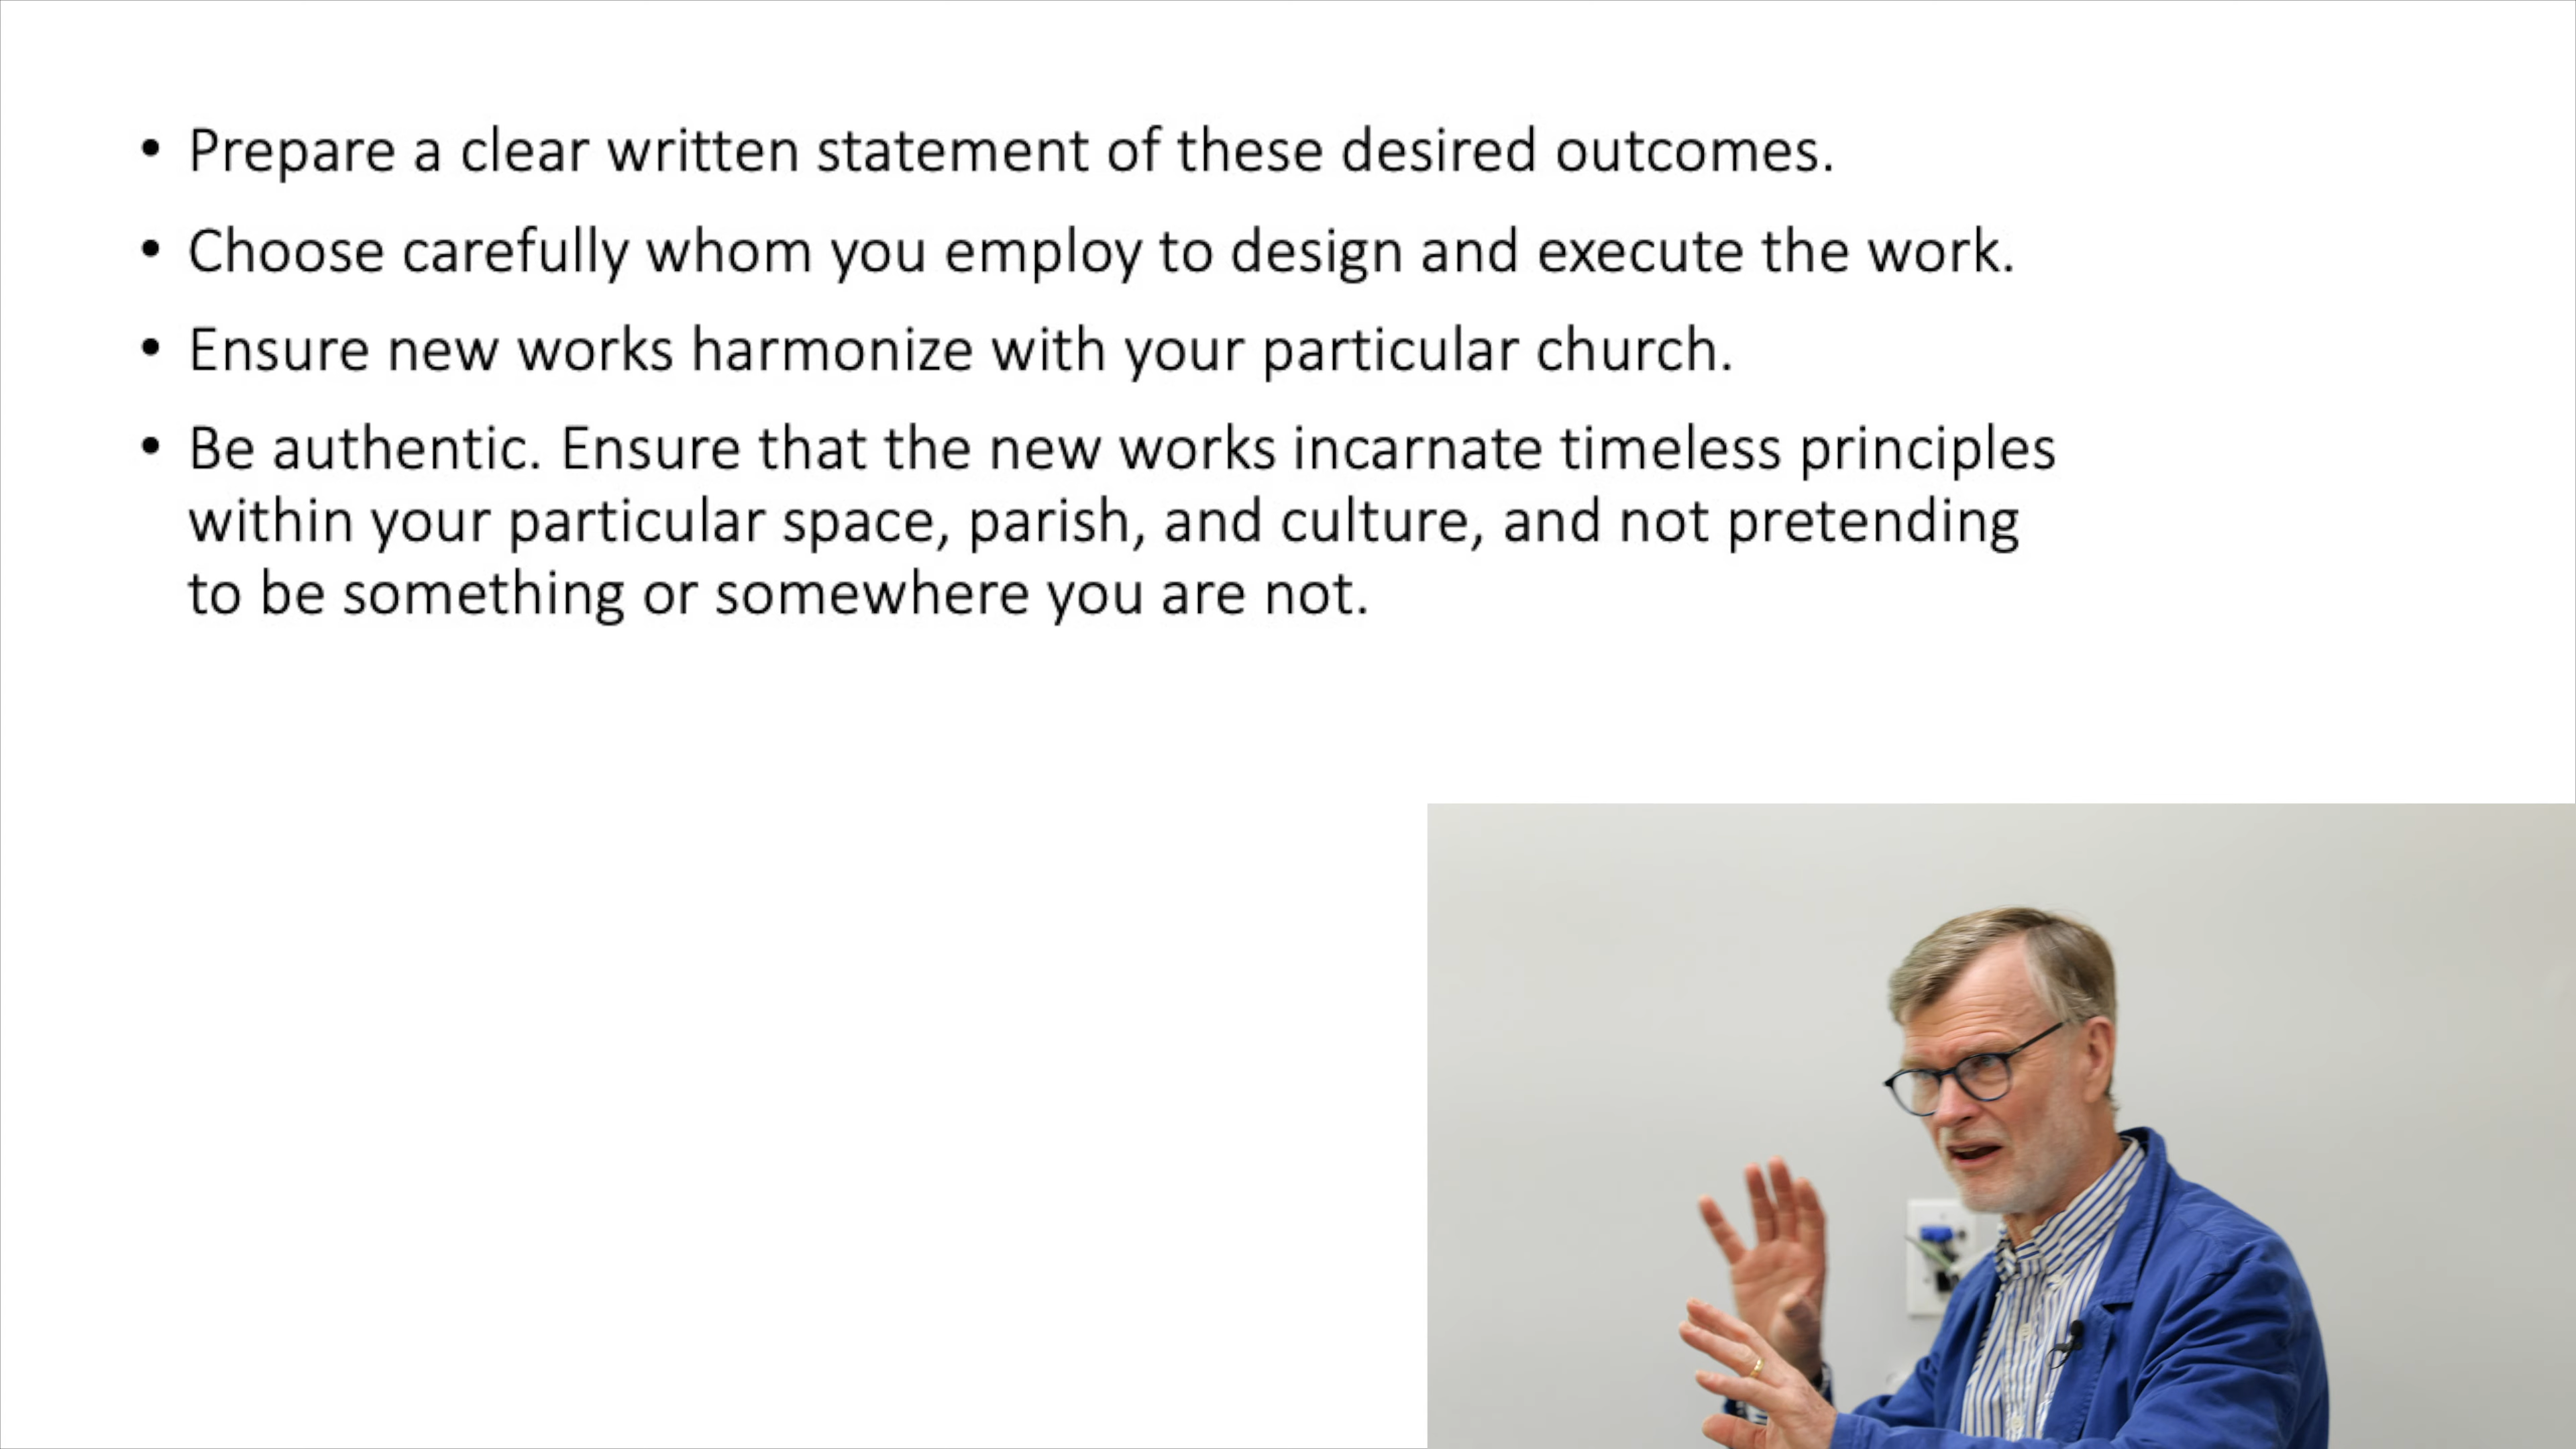 • Prepare a clear written statement of these desired outcomes.
• Choose carefully whom you employ to design and execute the work.
• Ensure new works harmonize with your particular church.
• Be authentic. Ensure that the new works incarnate timeless principles
within your particular space, parish, and culture, and not pretending
to be something or somewhere you are not.